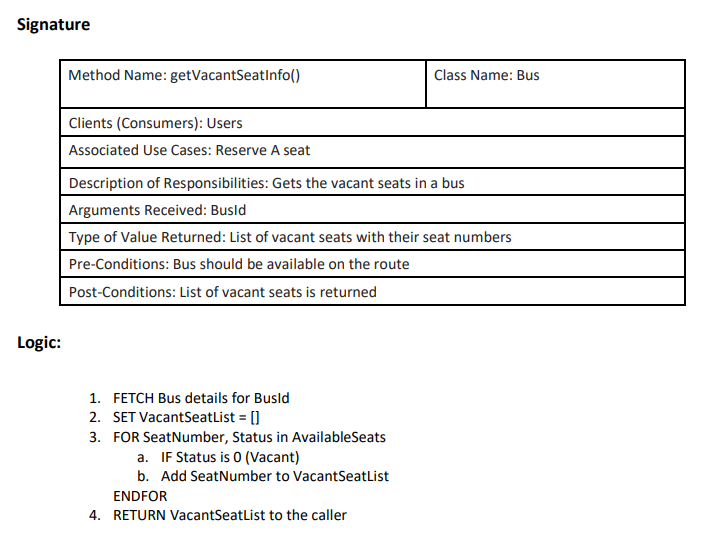 Signature
Method Name: getVacantSeatInfo()
Class Name: Bus
Clients (Consumers): Users
Associated Use Cases: Reserve A seat
Description of Responsibilities: Gets the vacant seats in a bus
Arguments Received: BusId
Type of Value Returned: List of vacant seats with their seat numbers
Pre-Conditions: Bus should be available on the route
Post-Conditions: List of vacant seats is returned
Logic:
1. FETCH Bus details for BusId
2. SET VacantSeatList = []
3. FOR SeatNumber, Status in AvailableSeats
a. IF Status is 0 (Vacant)
b. Add SeatNumber to VacantSeatList
ENDFOR
4. RETURN VacantSeatList to the caller